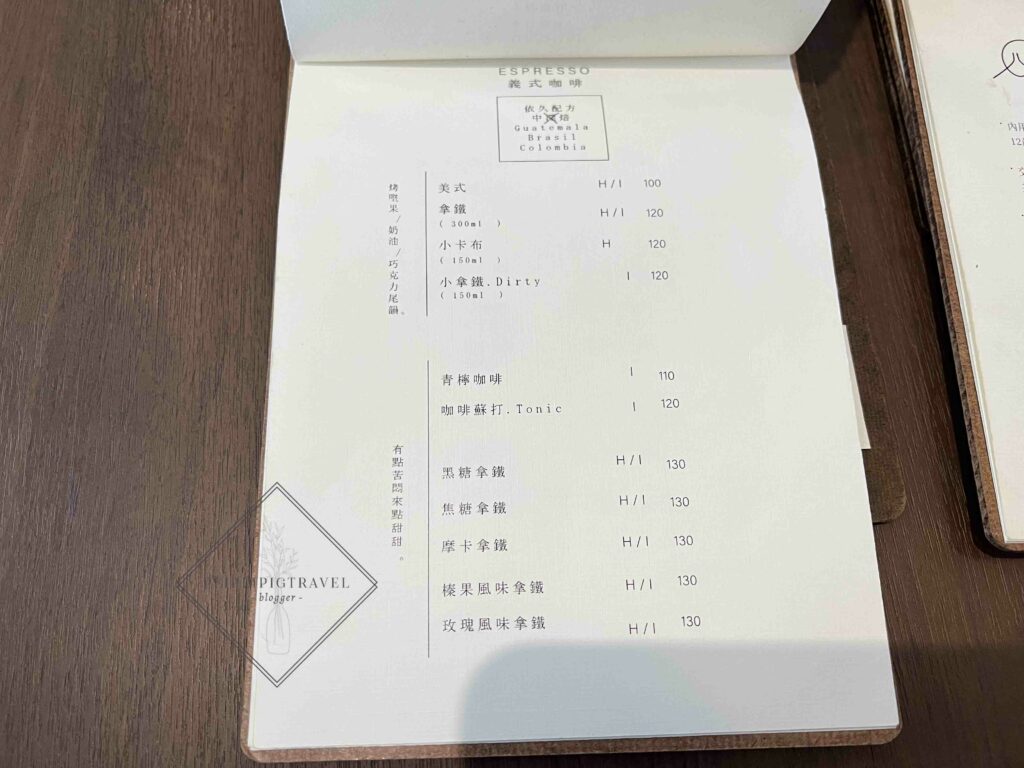 ESPRESSO
義式咖啡
依久配方
Guatemala
Brasil
Colombia
烤堅果/奶油/巧克力尾韻。
美式 H/I 100
拿鐵 H/I 120
( 300ml )
小卡布 H 120
( 150ml )
小拿鐵.Dirty I 120
( 150ml )
有點苦悶來點甜甜。
青檸咖啡 I 110
咖啡蘇打.Tonic I 120
黑糖拿鐵 H/I 130
焦糖拿鐵 H/I 130
摩卡拿鐵 H/I 130
榛果風味拿鐵 H/I 130
玫瑰風味拿鐵 H/I 130
PIGTRAVEL
- blogger -
內用